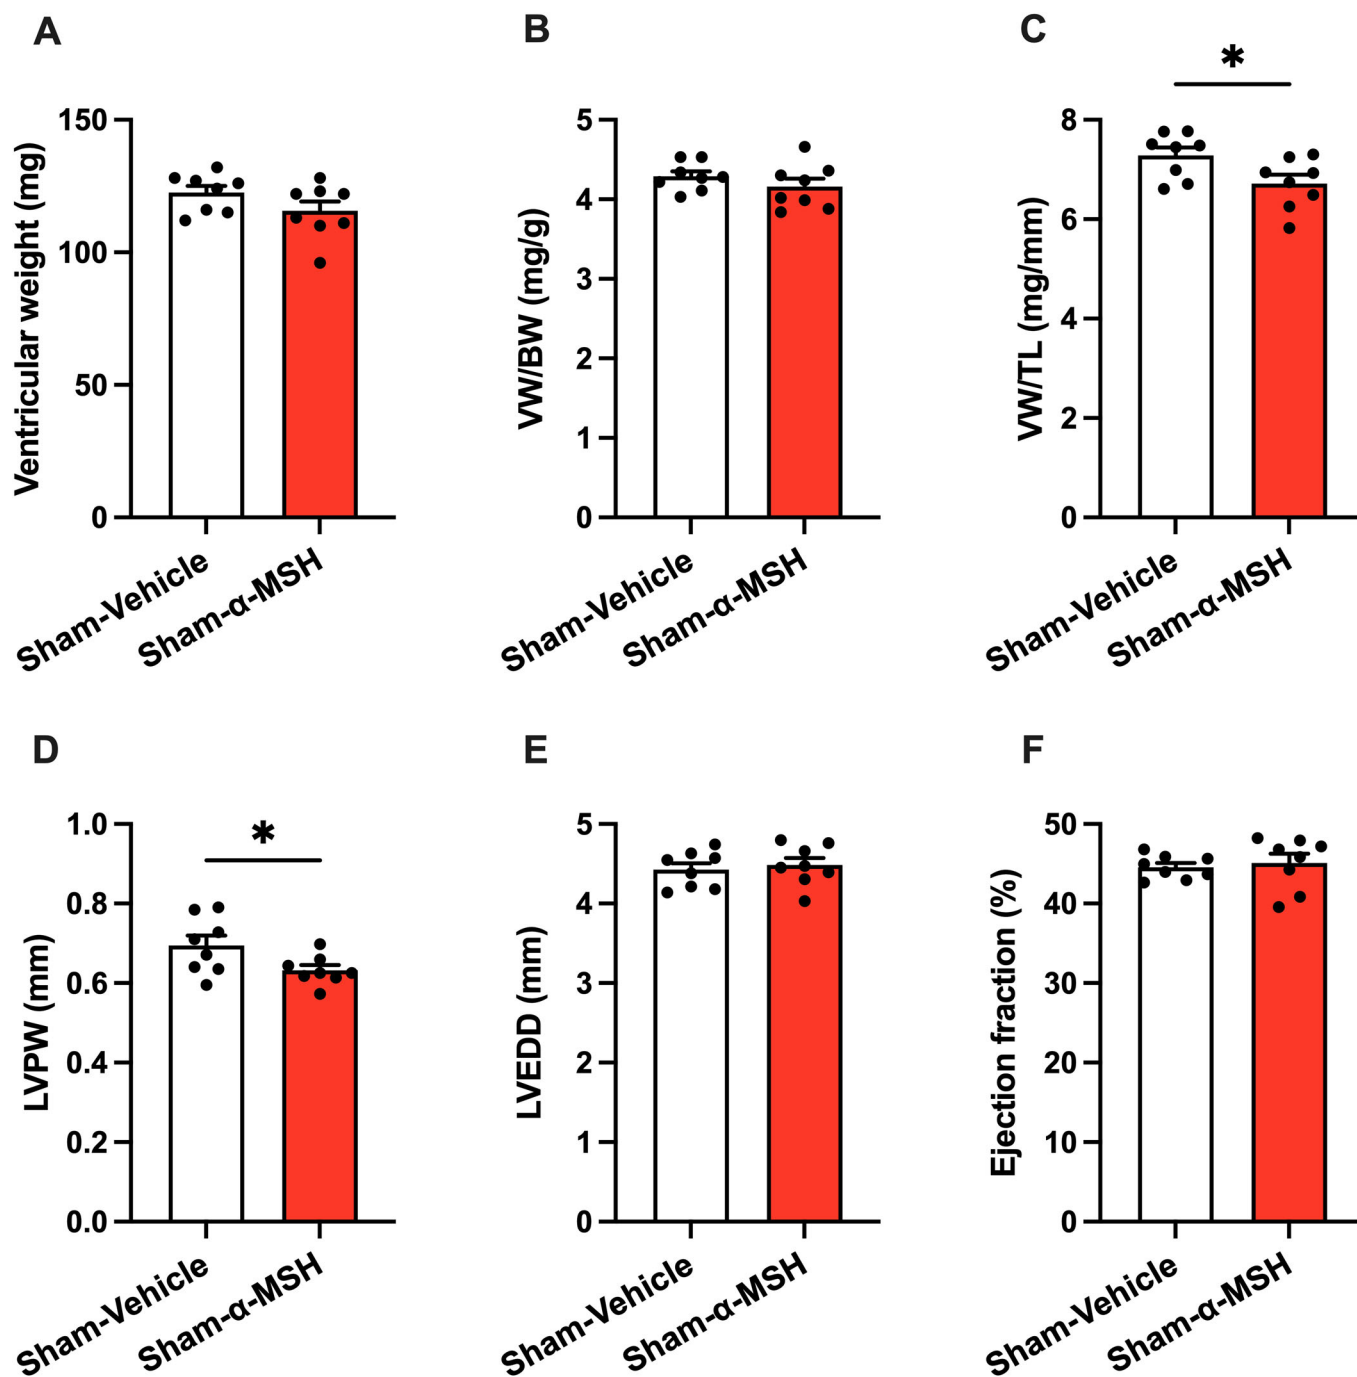 A
Ventricular weight (mg)
150
100
50
0
Sham-Vehicle
Sham-α-MSH
B
VW/BW (mg/g)
5
4
3
2
1
0
Sham-Vehicle
Sham-α-MSH
C
*
VW/TL (mg/mm)
8
6
4
2
0
Sham-Vehicle
Sham-α-MSH
D
*
LVPW (mm)
1.0
0.8
0.6
0.4
0.2
0.0
Sham-Vehicle
Sham-α-MSH
E
LVEDD (mm)
5
4
3
2
1
0
Sham-Vehicle
Sham-α-MSH
F
Ejection fraction (%)
50
40
30
20
10
0
Sham-Vehicle
Sham-α-MSH